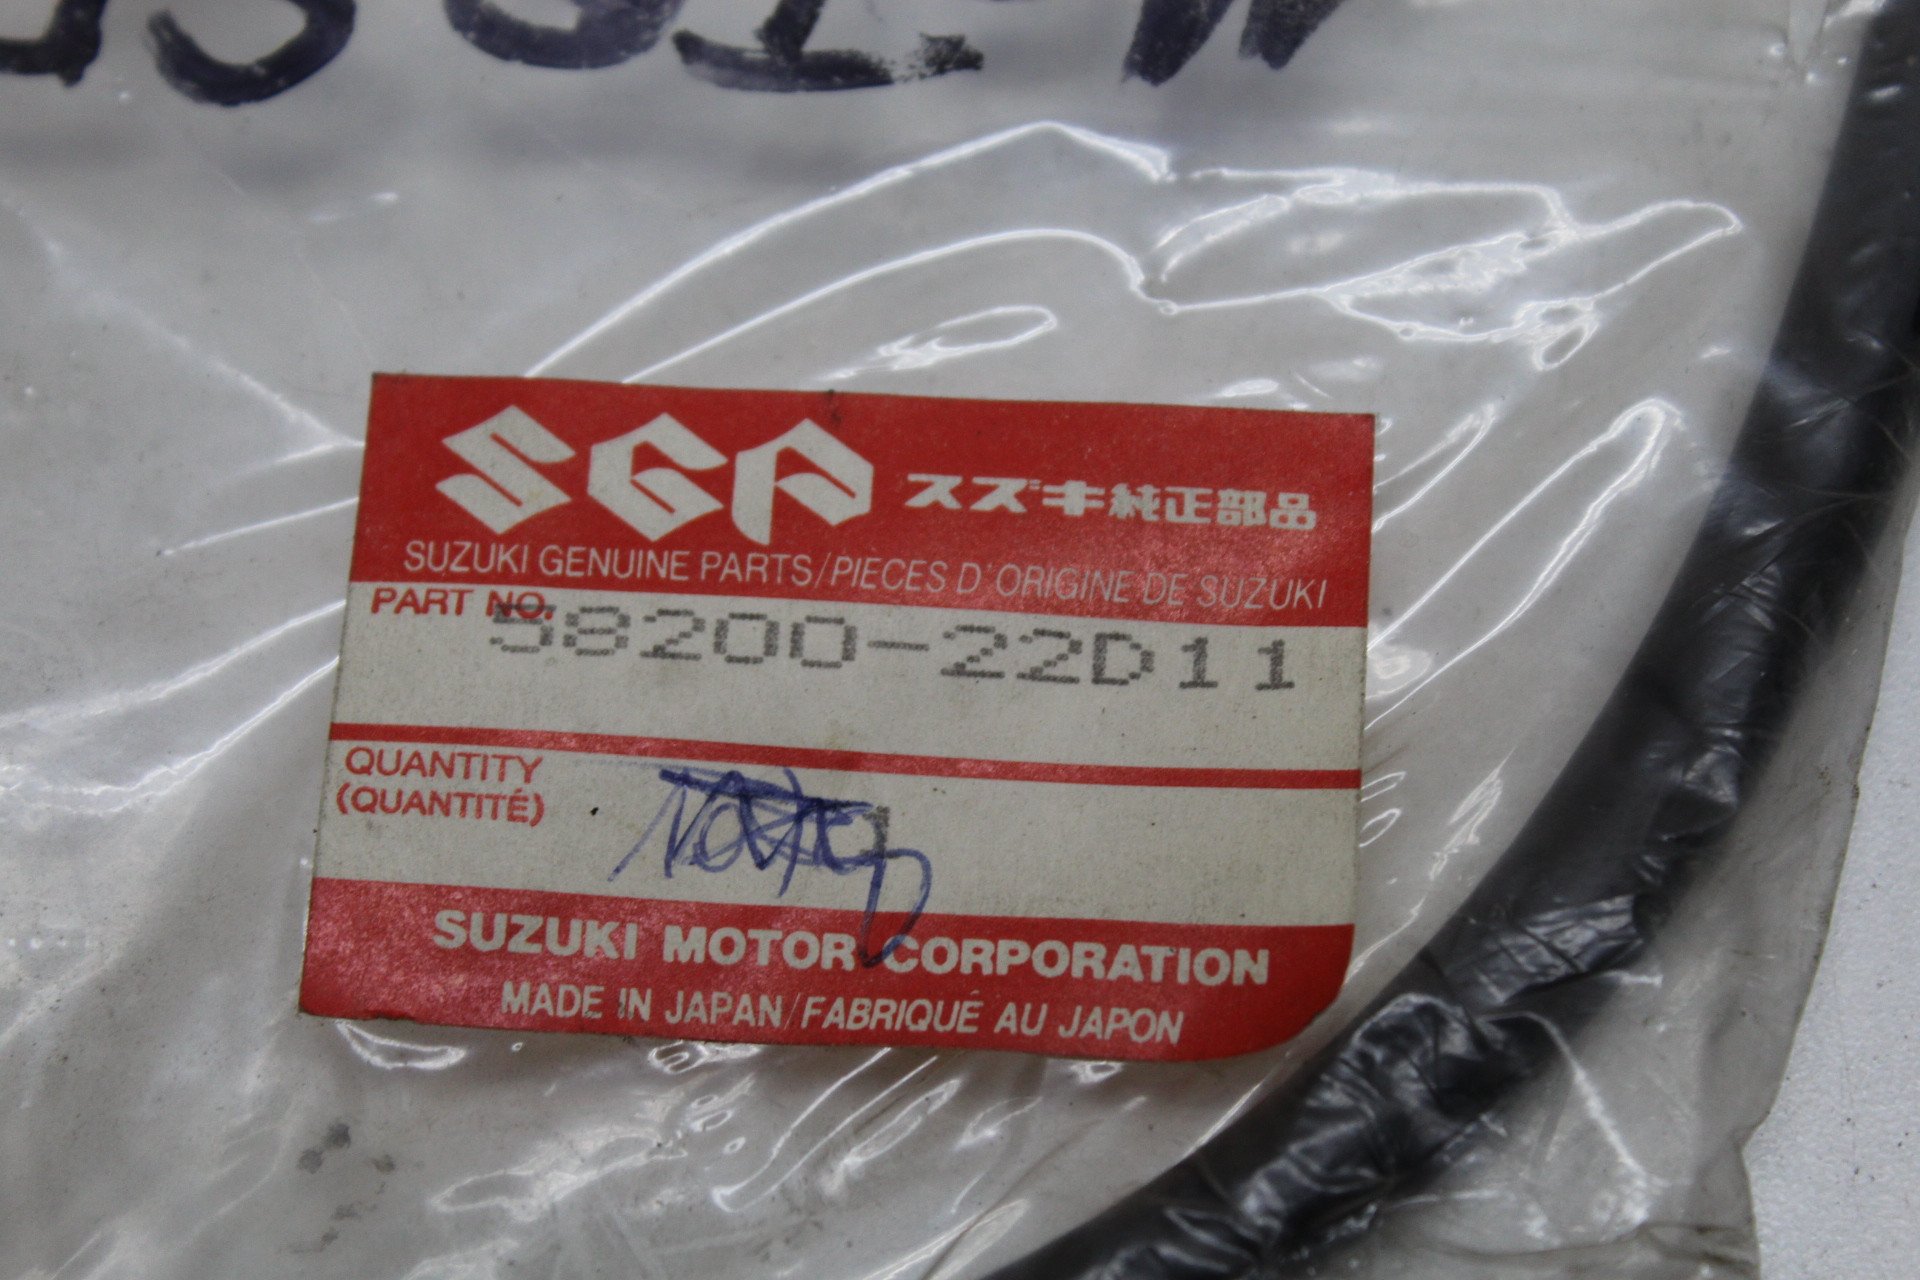 SGP スズキ純正部品
SUZUKI GENUINE PARTS/PIECES D'ORIGINE DE SUZUKI
PART NO.
58200-22D11
QUANTITY
(QUANTITÉ)
SUZUKI MOTOR CORPORATION
MADE IN JAPAN/FABRIQUÉ AU JAPON